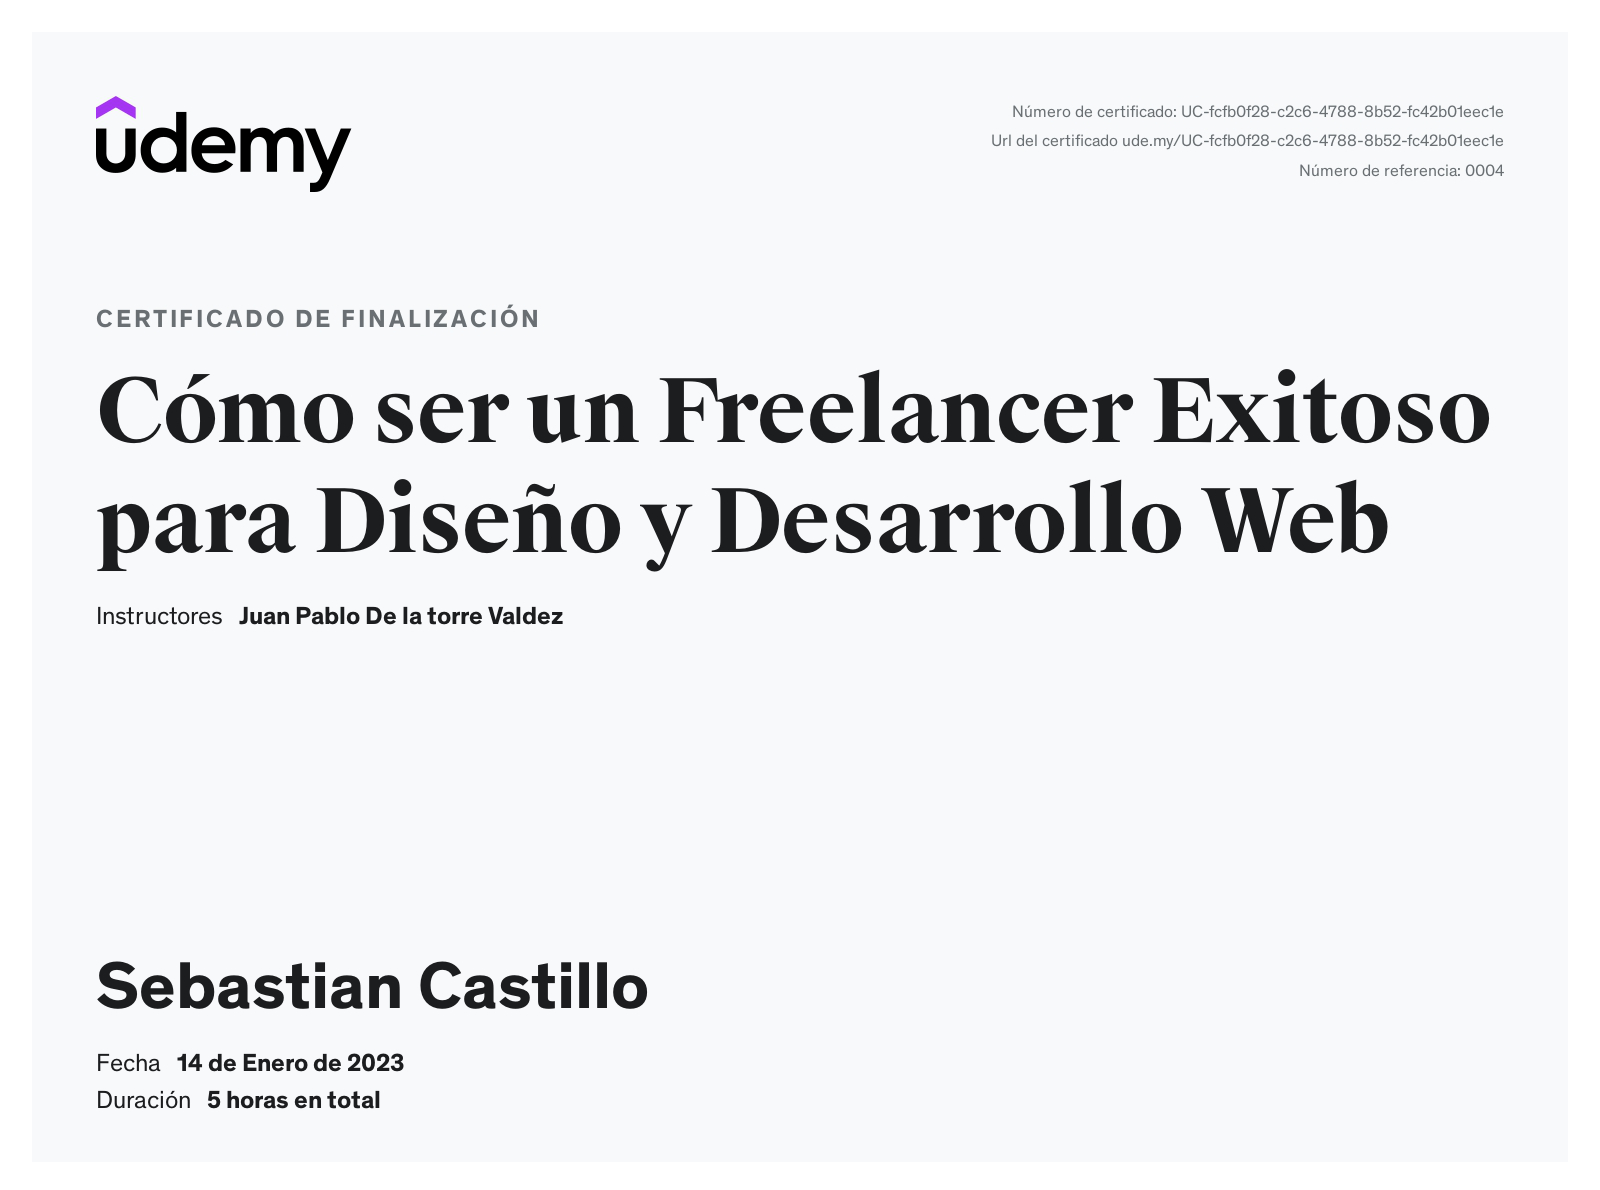 udemy
Número de certificado: UC-fcfb0f28-c2c6-4788-8b52-fc42b01eec1e
Url del certificado ude.my/UC-fcfb0f28-c2c6-4788-8b52-fc42b01eec1e
Número de referencia: 0004
CERTIFICADO DE FINALIZACIÓN
Cómo ser un Freelancer Exitoso
para Diseño y Desarrollo Web
Instructores Juan Pablo De la torre Valdez
Sebastian Castillo
Fecha 14 de Enero de 2023
Duración 5 horas en total